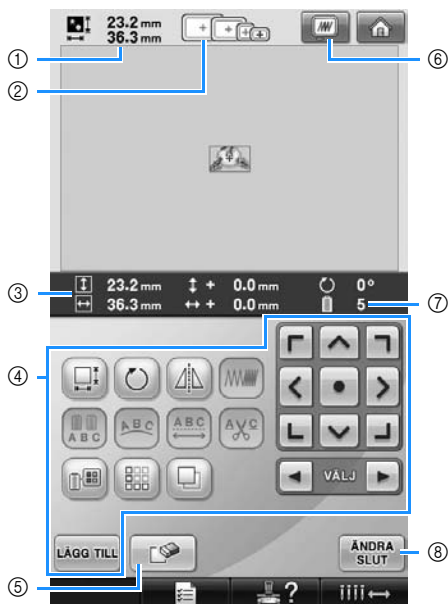 23.2 mm
36.3 mm
①
②
⑥
23.2 mm + 0.0 mm 0°
36.3 mm + 0.0 mm 5
③
⑦
④
A B C
ABC
ABC
ABC
VÄLJ
LÄGG TILL
ÄNDRA
SLUT
⑤
⑧
?